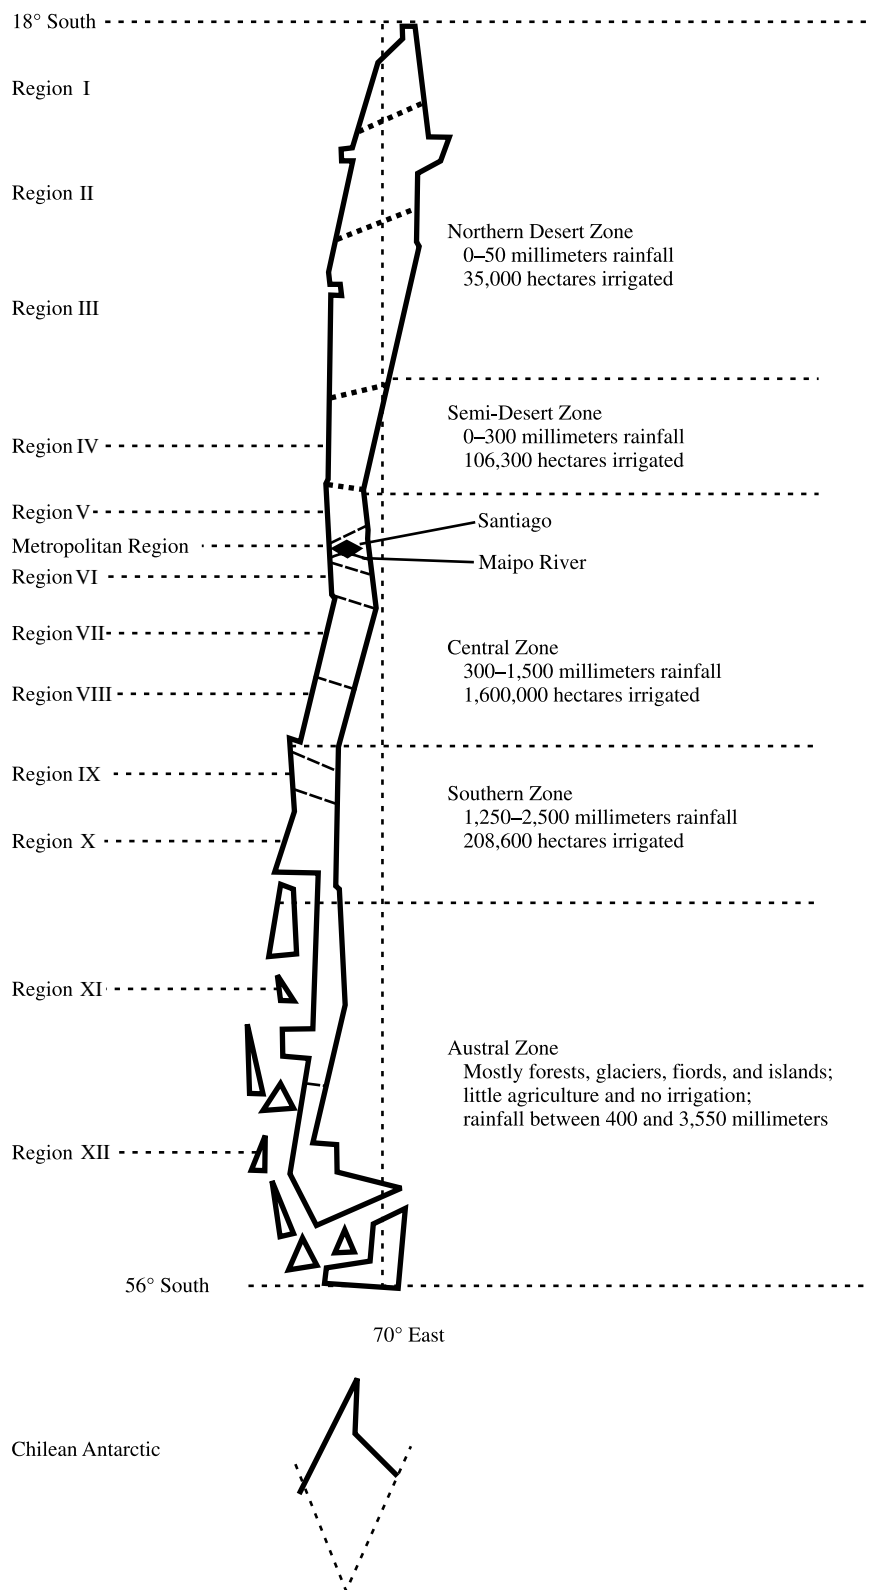 18° South
Region I
Region II
Northern Desert Zone
0–50 millimeters rainfall
35,000 hectares irrigated
Region III
Semi-Desert Zone
0–300 millimeters rainfall
106,300 hectares irrigated
Region IV
Region V
Santiago
Metropolitan Region
Maipo River
Region VI
Region VII
Central Zone
300–1,500 millimeters rainfall
1,600,000 hectares irrigated
Region VIII
Region IX
Southern Zone
1,250–2,500 millimeters rainfall
208,600 hectares irrigated
Region X
Region XI
Austral Zone
Mostly forests, glaciers, fiords, and islands;
little agriculture and no irrigation;
rainfall between 400 and 3,550 millimeters
Region XII
56° South
70° East
Chilean Antarctic